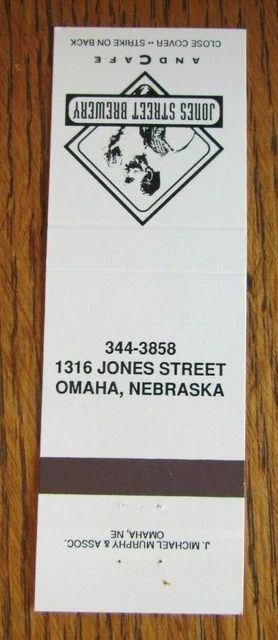 CLOSE COVER •• STRIKE ON BACK
AND CAFE
JONES STREET BREWERY
344-3858
1316 JONES STREET
OMAHA, NEBRASKA
J. MICHAEL MURPHY & ASSOC.
OMAHA, NE